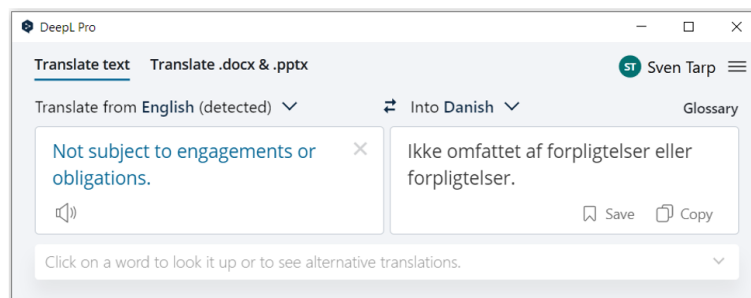 DeepL Pro
Translate text Translate .docx & .pptx
ST Sven Tarp
Translate from English (detected) Into Danish Glossary
Not subject to engagements or
obligations.
Ikke omfattet af forpligtelser eller
forpligtelser.
Save Copy
Click on a word to look it up or to see alternative translations.